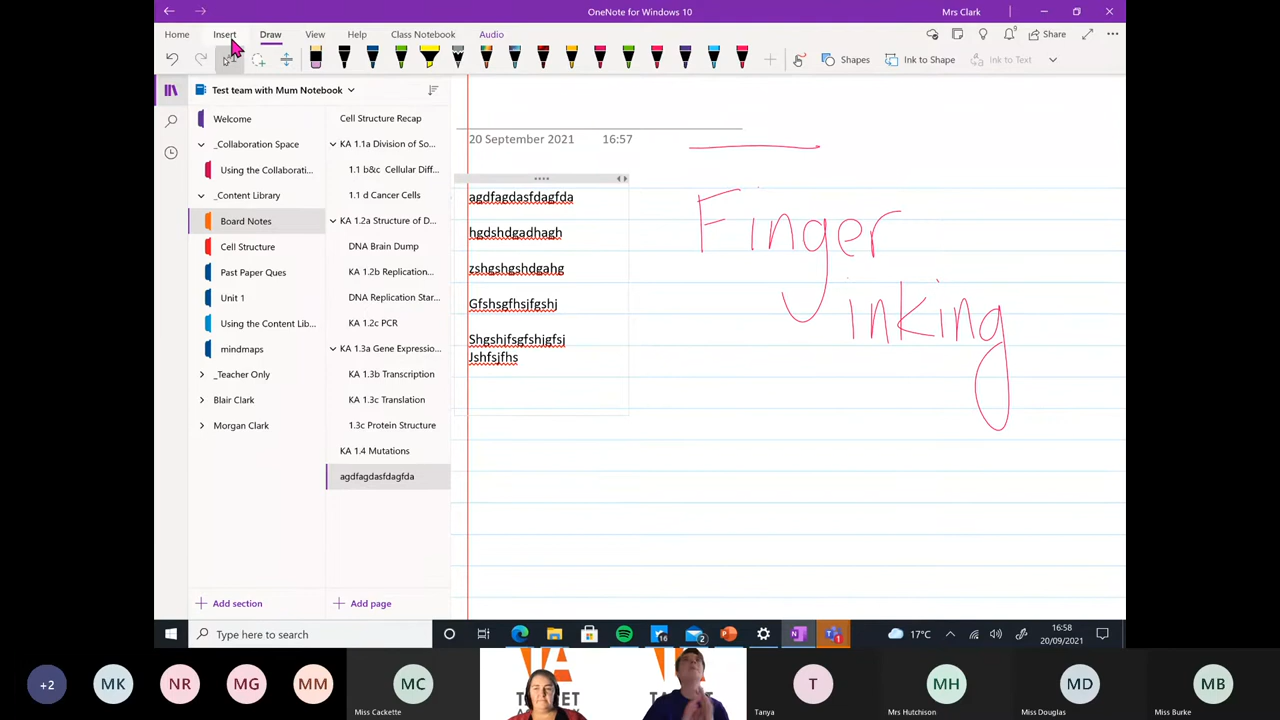 OneNote for Windows 10
Mrs Clark
Home Insert Draw View Help Class Notebook Audio
Share
Shapes Ink to Shape Ink to Text
Test team with Mum Notebook
Welcome
_Collaboration Space
Using the Collaborati...
_Content Library
Board Notes
Cell Structure
Past Paper Ques
Unit 1
Using the Content Lib...
mindmaps
_Teacher Only
Blair Clark
Morgan Clark
Add section
Cell Structure Recap
KA 1.1a Division of So...
1.1 b&c Cellular Diff...
1.1 d Cancer Cells
KA 1.2a Structure of D...
DNA Brain Dump
KA 1.2b Replication...
DNA Replication Star...
KA 1.2c PCR
KA 1.3a Gene Expressio...
KA 1.3b Transcription
KA 1.3c Translation
1.3c Protein Structure
KA 1.4 Mutations
agdfagdasfdagfda
Add page
20 September 2021 16:57
agdfagdasfdagfda
hgdshdgadhagh
zshgshgshdgahg
Gfshsgfhsjfgshj
Shgshjfsgfshjgfsj
Jshfsjfhs
Finger
inking
Type here to search
16
2
1
17°C
16:58
20/09/2021
+2 MK NR MG MM MC T MH MD MB
Miss Cackette
Tanya
Mrs Hutchison
Miss Douglas
Miss Burke